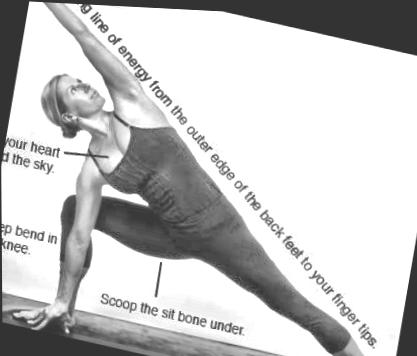 g line of energy from the outer edge of the back feet to your finger tips.
your heart
d the sky.
ep bend in
knee.
Scoop the sit bone under.